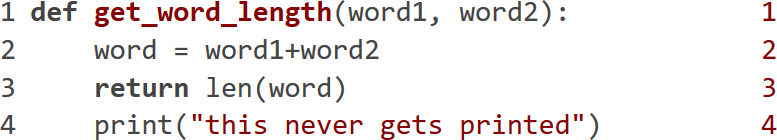 1 def get_word_length(word1, word2): 1
2     word = word1+word2 2
3     return len(word) 3
4     print("this never gets printed") 4